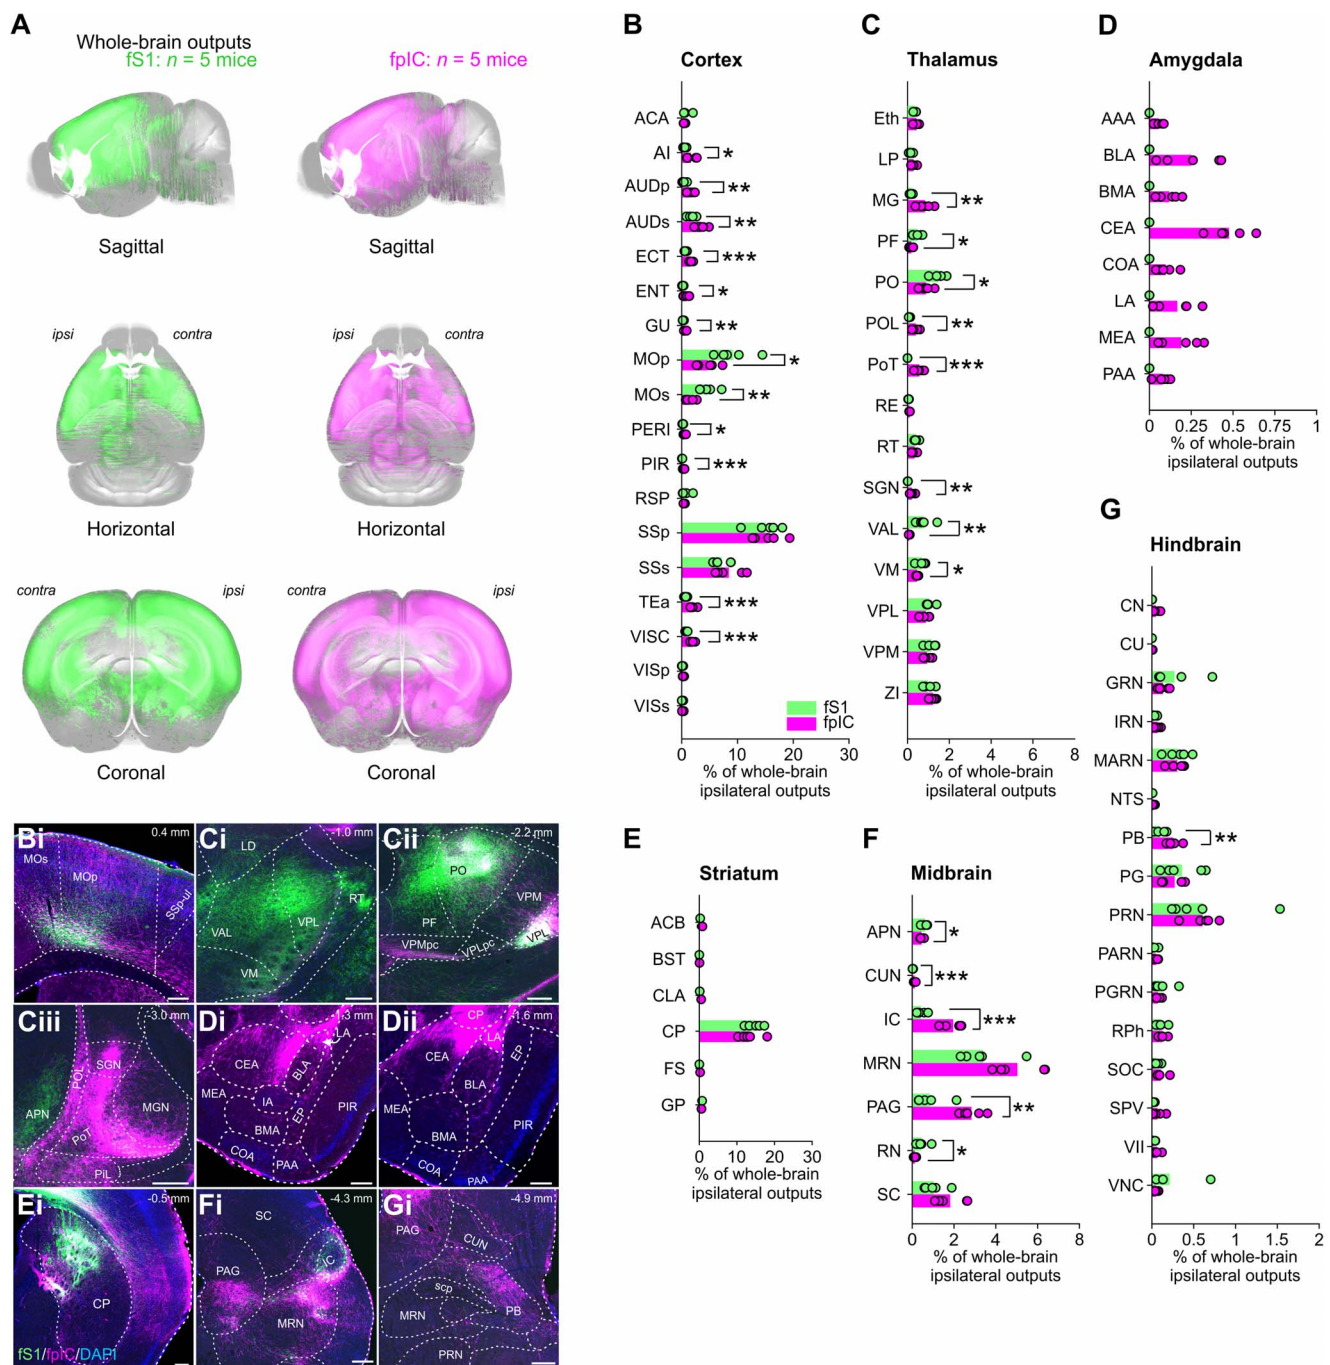 A
Whole-brain outputs
fS1: n = 5 mice
fpIC: n = 5 mice
Sagittal
ipsi
contra
ipsi
contra
Horizontal
contra
ipsi
contra
ipsi
Coronal
Coronal
Sagittal
Horizontal
B
Cortex
ACA
AI
*
AUDp
**
AUDs
**
ECT
***
ENT
*
GU
**
MOp
*
MOs
**
PERI
*
PIR
***
RSP
SSp
SSs
TEa
***
VISC
***
VISp
VISs
fS1
fpIC
0 10 20 30
% of whole-brain
ipsilateral outputs
C
Thalamus
Eth
LP
MG
**
PF
*
PO
*
POL
**
PoT
***
RE
RT
SGN
**
VAL
**
VM
*
VPL
VPM
ZI
0 2 4 6 8
% of whole-brain
ipsilateral outputs
D
Amygdala
AAA
BLA
BMA
CEA
COA
LA
MEA
PAA
0 0.25 0.5 0.75 1
% of whole-brain
ipsilateral outputs
E
Striatum
ACB
BST
CLA
CP
FS
GP
0 10 20 30
% of whole-brain
ipsilateral outputs
F
Midbrain
APN
*
CUN
***
IC
***
MRN
PAG
**
RN
*
SC
0 2 4 6 8
% of whole-brain
ipsilateral outputs
G
Hindbrain
CN
CU
GRN
IRN
MARN
NTS
PB
**
PG
PRN
PARN
PGRN
RPh
SOC
SPV
VII
VNC
0 0.5 1 1.5 2
% of whole-brain
ipsilateral outputs
Bi
0.4 mm
MOs
MOp
SSp-ul
Ci
-1.0 mm
LD
RT
VPL
VAL
VM
Cii
-2.2 mm
PO
VPM
PF
VPMpc
VPLpc
VPL
Ciii
-3.0 mm
POL
SGN
MGN
APN
PoT
PIL
Di
-1.3 mm
LA
CEA
BLA
MEA
IA
EP
PIR
BMA
COA
PAA
Dii
-1.6 mm
CP
LA
EP
CEA
BLA
MEA
PIR
BMA
COA
PAA
Ei
-0.5 mm
CP
fS1/fpIC/DAPI
Fi
-4.3 mm
SC
IC
PAG
MRN
Gi
-4.9 mm
PAG
CUN
scp
PB
MRN
PRN